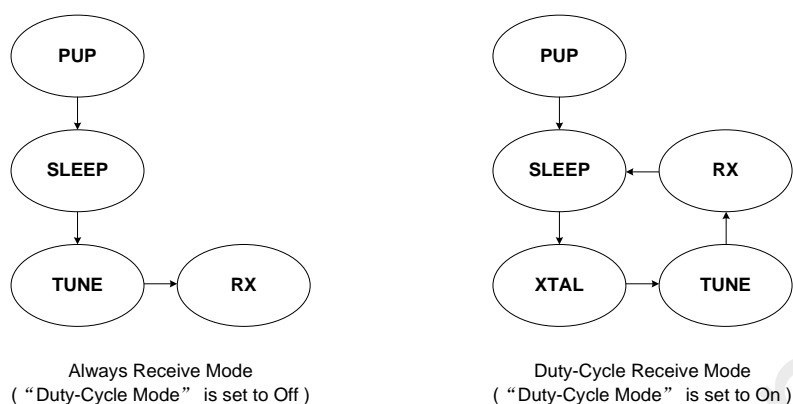 PUP
SLEEP
TUNE
RX
Always Receive Mode
( “Duty-Cycle Mode” is set to Off )
PUP
SLEEP
RX
XTAL
TUNE
Duty-Cycle Receive Mode
( “Duty-Cycle Mode” is set to On )